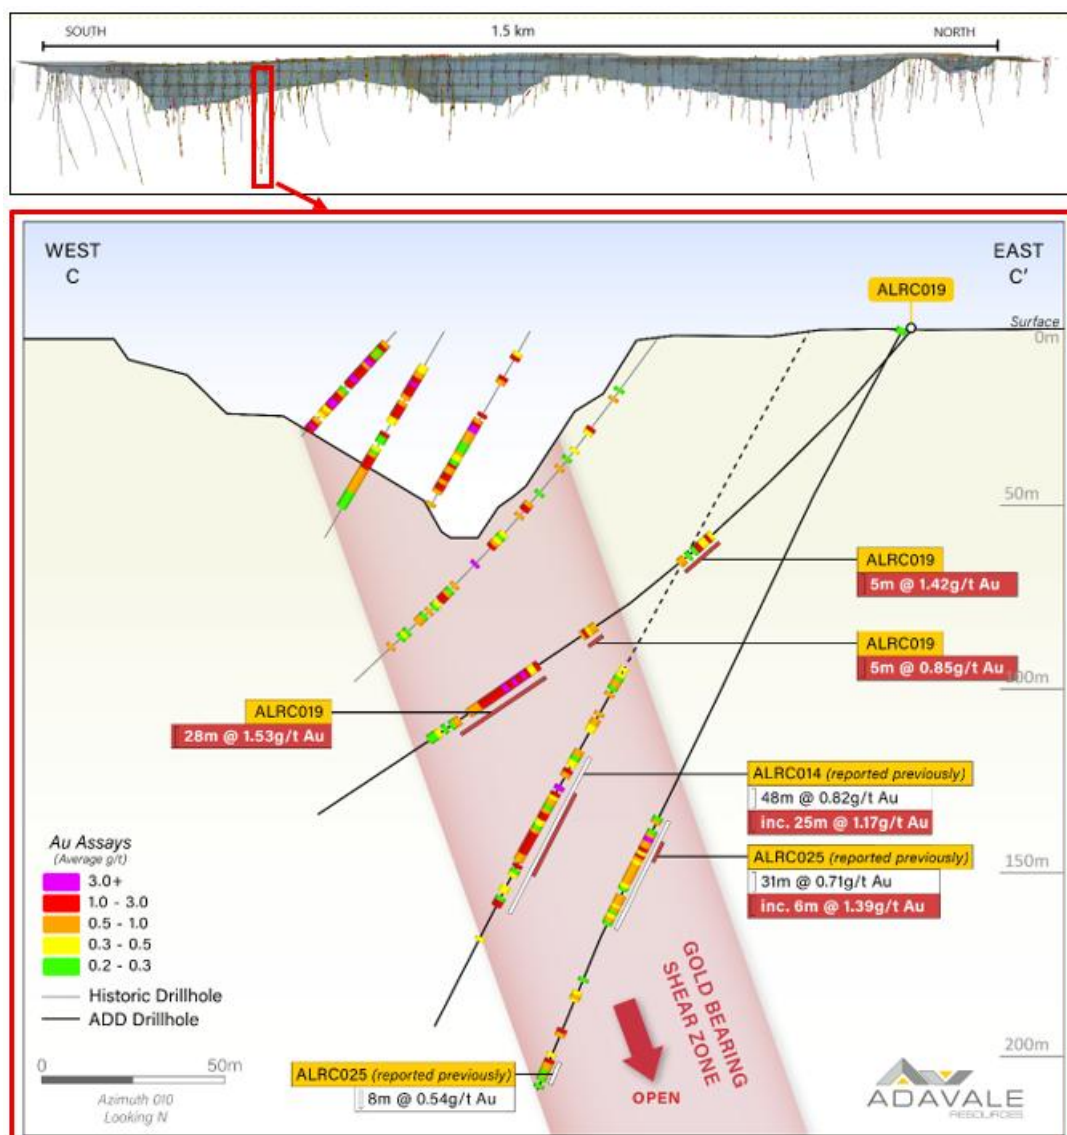 SOUTH
1.5 km
NORTH
WEST
C
EAST
C'
ALRC019
Surface
0m
50m
ALRC019
5m @ 1.42g/t Au
ALRC019
5m @ 0.85g/t Au
100m
ALRC019
28m @ 1.53g/t Au
ALRC014 (reported previously)
48m @ 0.82g/t Au
inc. 25m @ 1.17g/t Au
ALRC025 (reported previously)
31m @ 0.71g/t Au
inc. 6m @ 1.39g/t Au
150m
Au Assays
(Average g/t)
3.0+
1.0 - 3.0
0.5 - 1.0
0.3 - 0.5
0.2 - 0.3
Historic Drillhole
ADD Drillhole
0 50m
Azimuth 010
Looking N
GOLD BEARING
SHEAR ZONE
OPEN
200m
ALRC025 (reported previously)
8m @ 0.54g/t Au
ADAVALE
RESOURCES